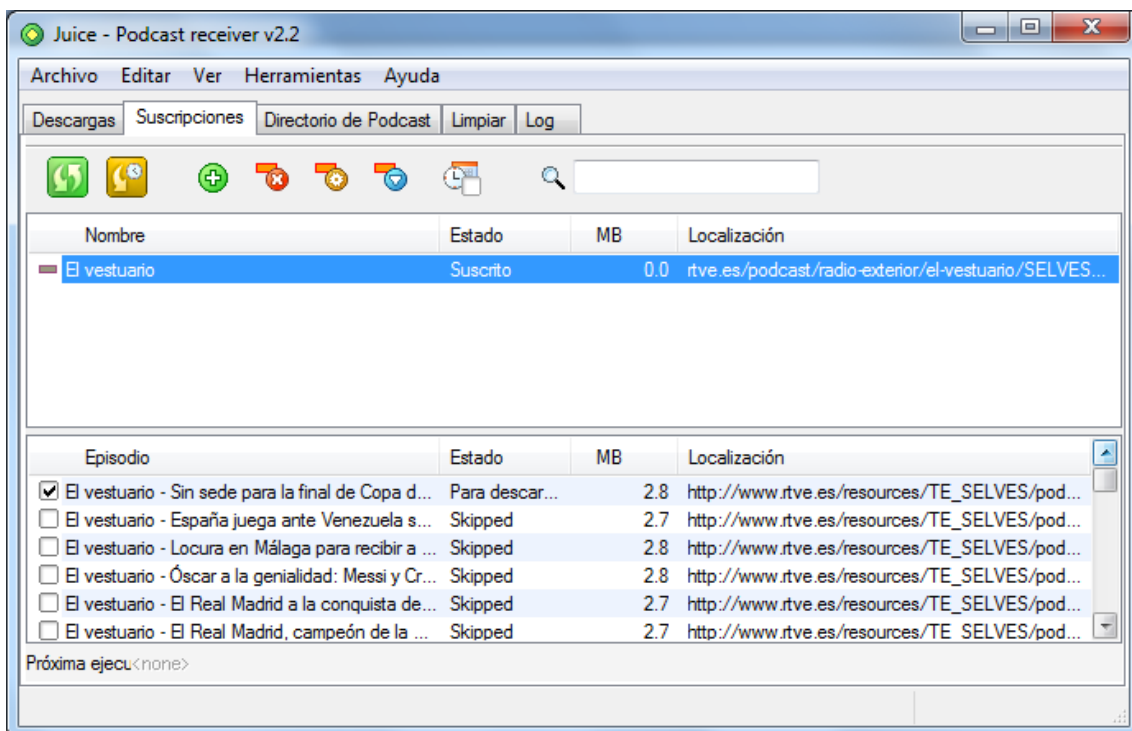 Juice - Podcast receiver v2.2
Archivo Editar Ver Herramientas Ayuda
Descargas Suscripciones Directorio de Podcast Limpiar Log
Nombre Estado MB Localización
El vestuario Suscrito 0.0 rtve.es/podcast/radio-exterior/el-vestuario/SELVES...
Episodio Estado MB Localización
El vestuario - Sin sede para la final de Copa d... Para descar... 2.8 http://www.rtve.es/resources/TE_SELVES/pod...
El vestuario - España juega ante Venezuela s... Skipped 2.7 http://www.rtve.es/resources/TE_SELVES/pod...
El vestuario - Locura en Málaga para recibir a ... Skipped 2.8 http://www.rtve.es/resources/TE_SELVES/pod...
El vestuario - Óscar a la genialidad: Messi y Cr... Skipped 2.8 http://www.rtve.es/resources/TE_SELVES/pod...
El vestuario - El Real Madrid a la conquista de... Skipped 2.7 http://www.rtve.es/resources/TE_SELVES/pod...
El vestuario - El Real Madrid, campeón de la ... Skipped 2.7 http://www.rtve.es/resources/TE_SELVES/pod...
Próxima ejecu<none>